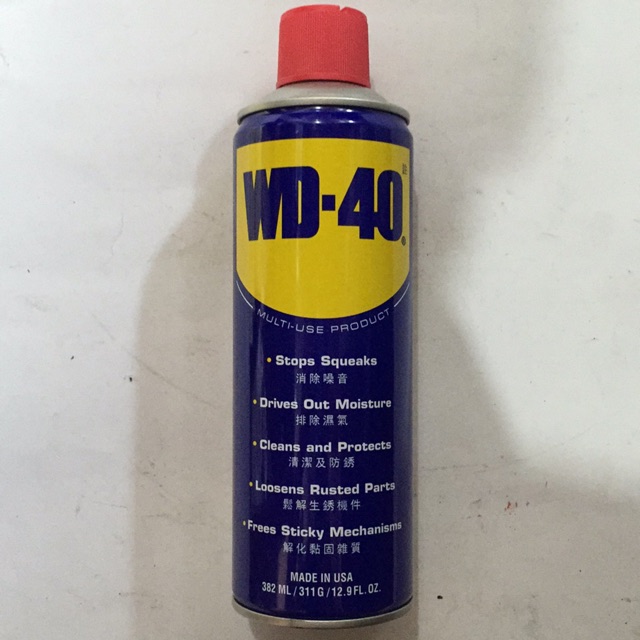 WD-40®
MULTI-USE PRODUCT
• Stops Squeaks
消除噪音
• Drives Out Moisture
排除濕氣
• Cleans and Protects
清潔及防銹
• Loosens Rusted Parts
鬆解生銹機件
• Frees Sticky Mechanisms
解化黏固雜質
MADE IN USA
382 ML / 311 G / 12.9 FL. OZ.